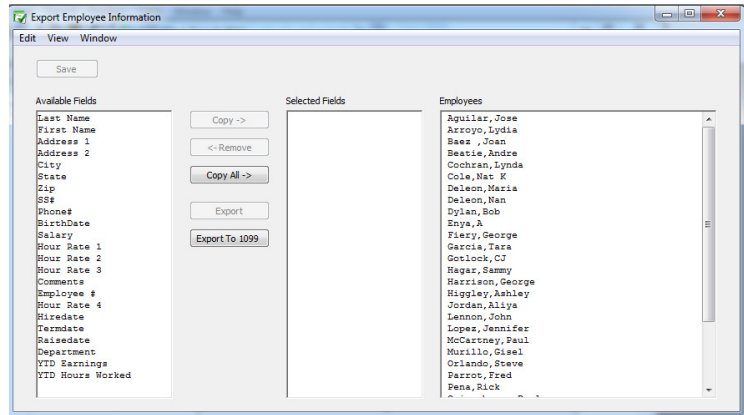 Export Employee Information
Edit View Window
Save
Available Fields
Last Name
First Name
Address 1
Address 2
City
State
Zip
SS#
Phone#
BirthDate
Salary
Hour Rate 1
Hour Rate 2
Hour Rate 3
Comments
Employee #
Hour Rate 4
Hiredate
Termdate
Raisedate
Department
YTD Earnings
YTD Hours Worked
Copy ->
<- Remove
Copy All ->
Export
Export To 1099
Selected Fields
Employees
Aguilar,Jose
Arroyo,Lydia
Baez ,Joan
Beatie,Andre
Cochran,Lynda
Cole,Nat K
Deleon,Maria
Deleon,Nan
Dylan,Bob
Enya,A
Fiery,George
Garcia,Tara
Gotlock,CJ
Hagar,Sammy
Harrison,George
Higgley,Ashley
Jordan,Aliya
Lennon,John
Lopez,Jennifer
McCartney,Paul
Murillo,Gisel
Orlando,Steve
Parrot,Fred
Pena,Rick